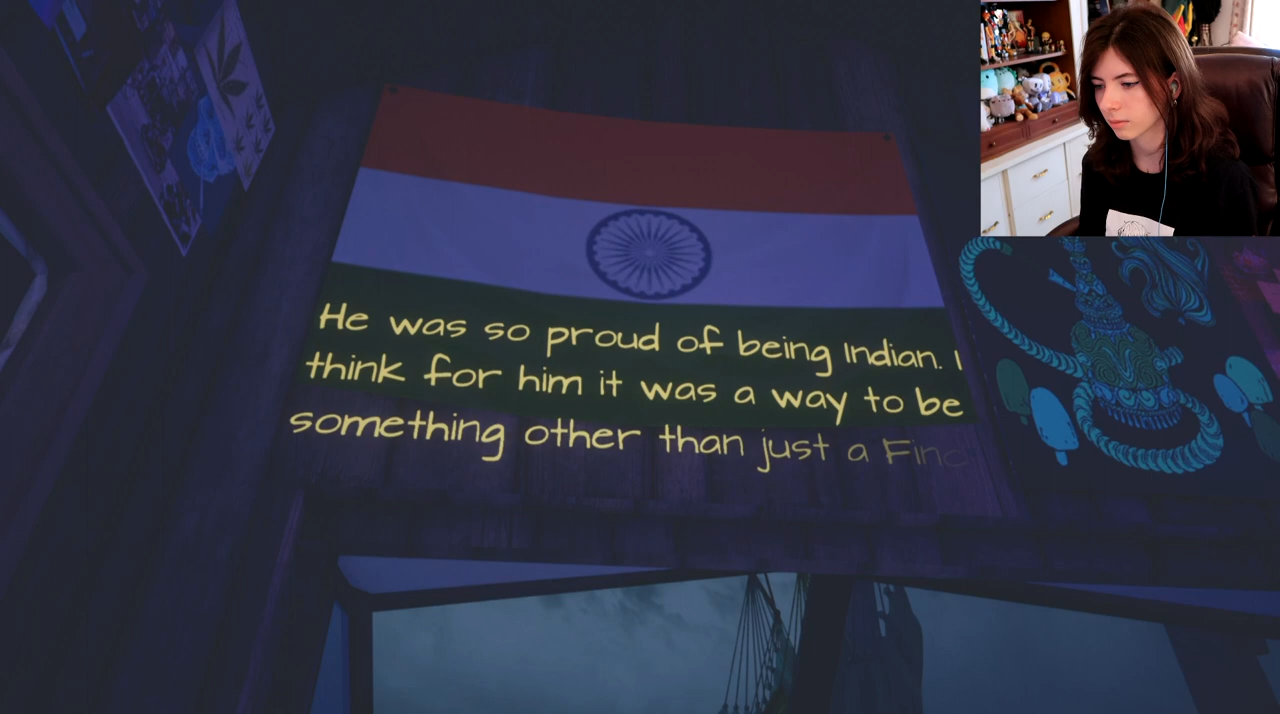 He was so proud of being Indian. I
think for him it was a way to be
something other than just a Finc